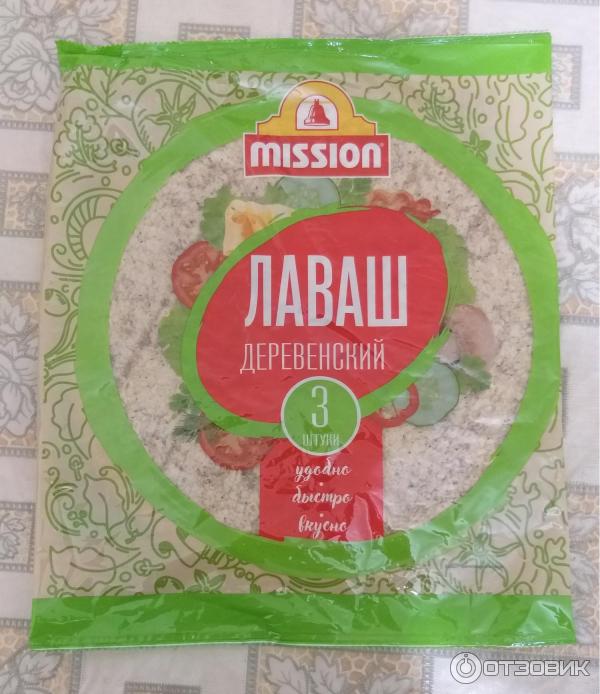 mission
ЛАВАШ
ДЕРЕВЕНСКИЙ
3
ШТУКИ
удобно
быстро
вкусно
ОТЗОВИК